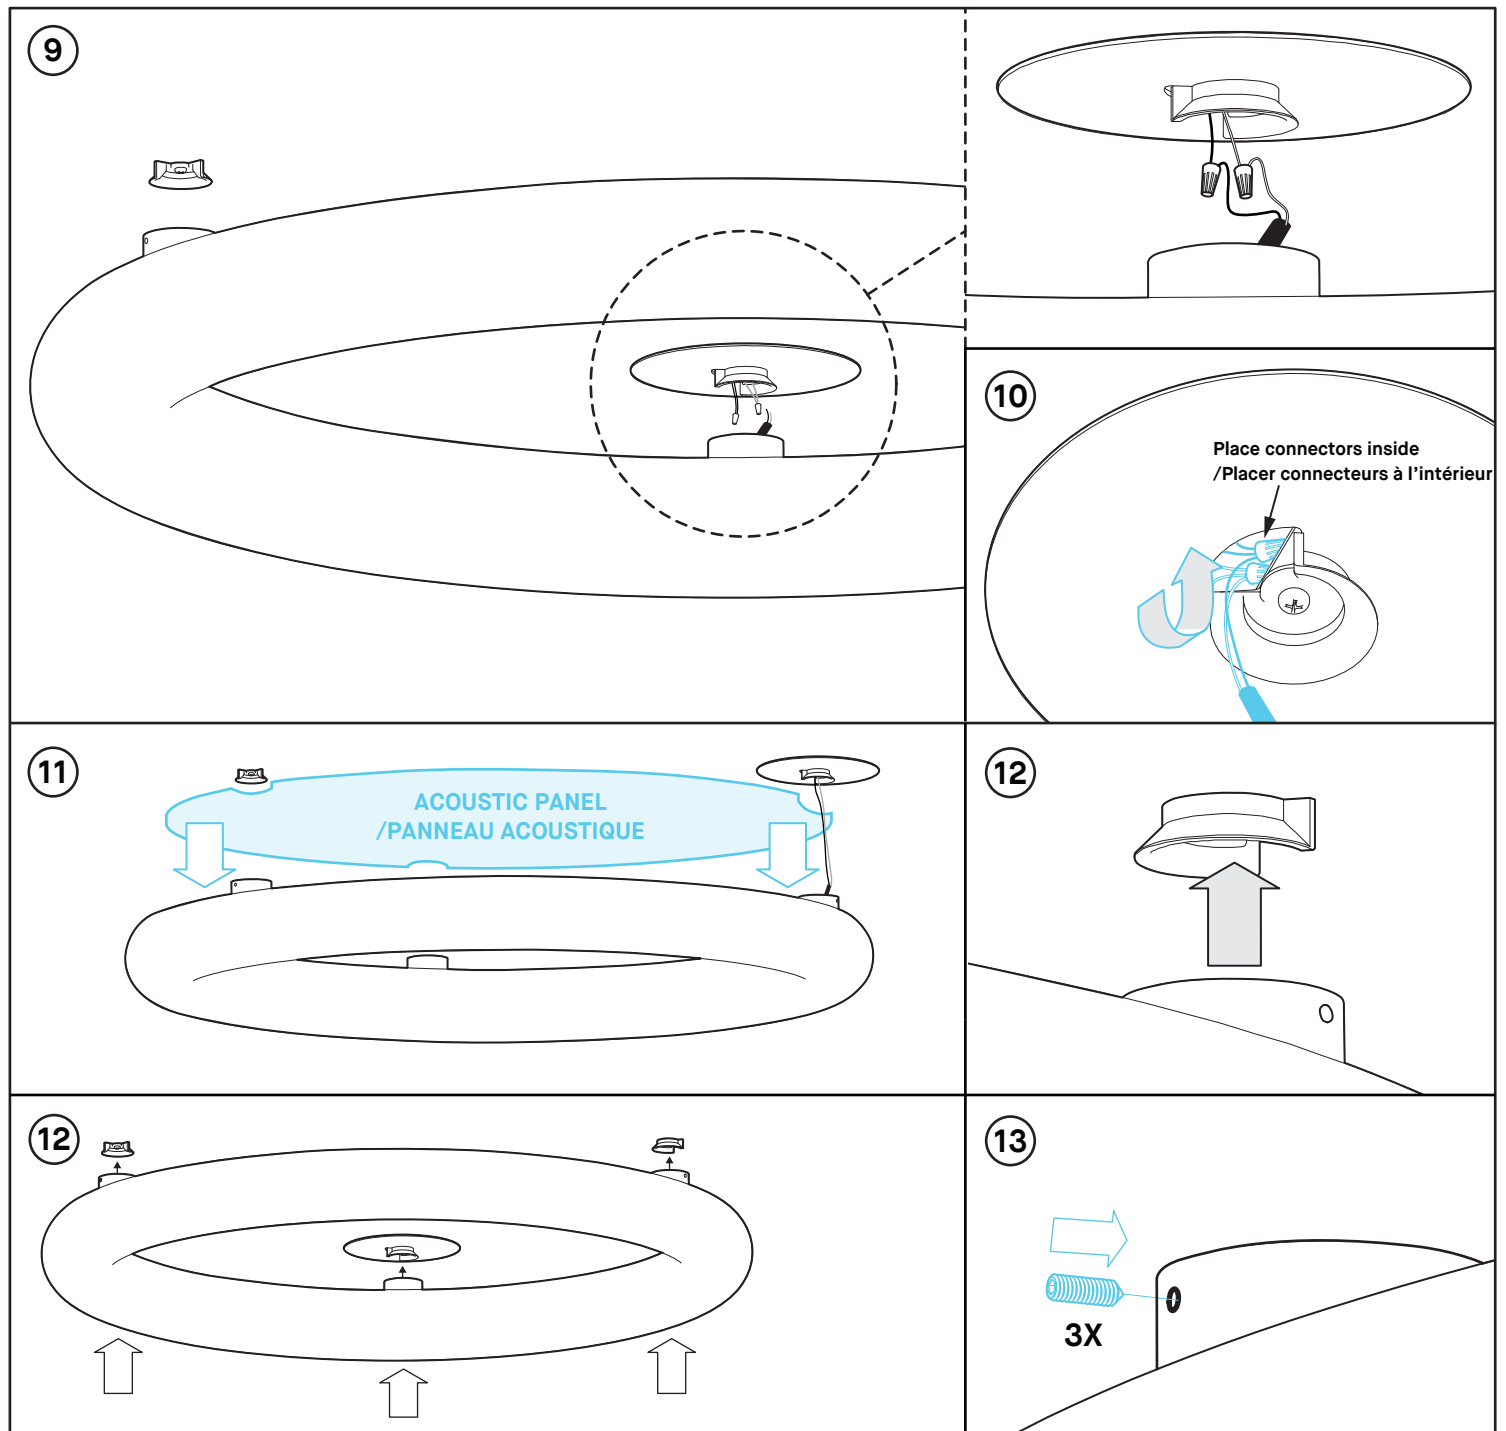 9
10
Place connectors inside
/Placer connecteurs à l’intérieur
11
ACOUSTIC PANEL
/PANNEAU ACOUSTIQUE
12
12
13
3X